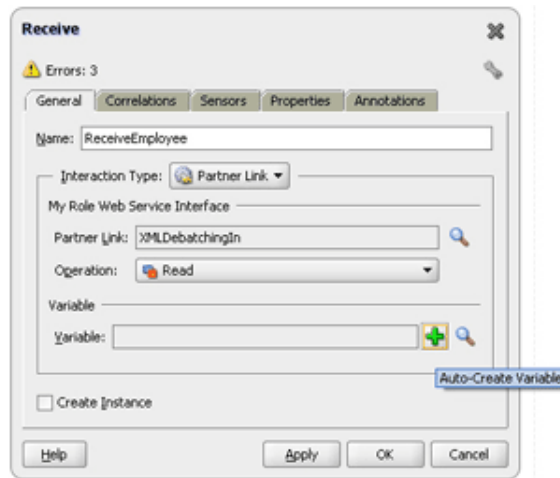 Receive
Errors: 3
General Correlations Sensors Properties Annotations
Name: ReceiveEmployee
Interaction Type: Partner Link
My Role Web Service Interface
Partner Link: XMLDebatchingIn
Operation: Read
Variable
Variable:
Auto-Create Variable
Create Instance
Help Apply OK Cancel